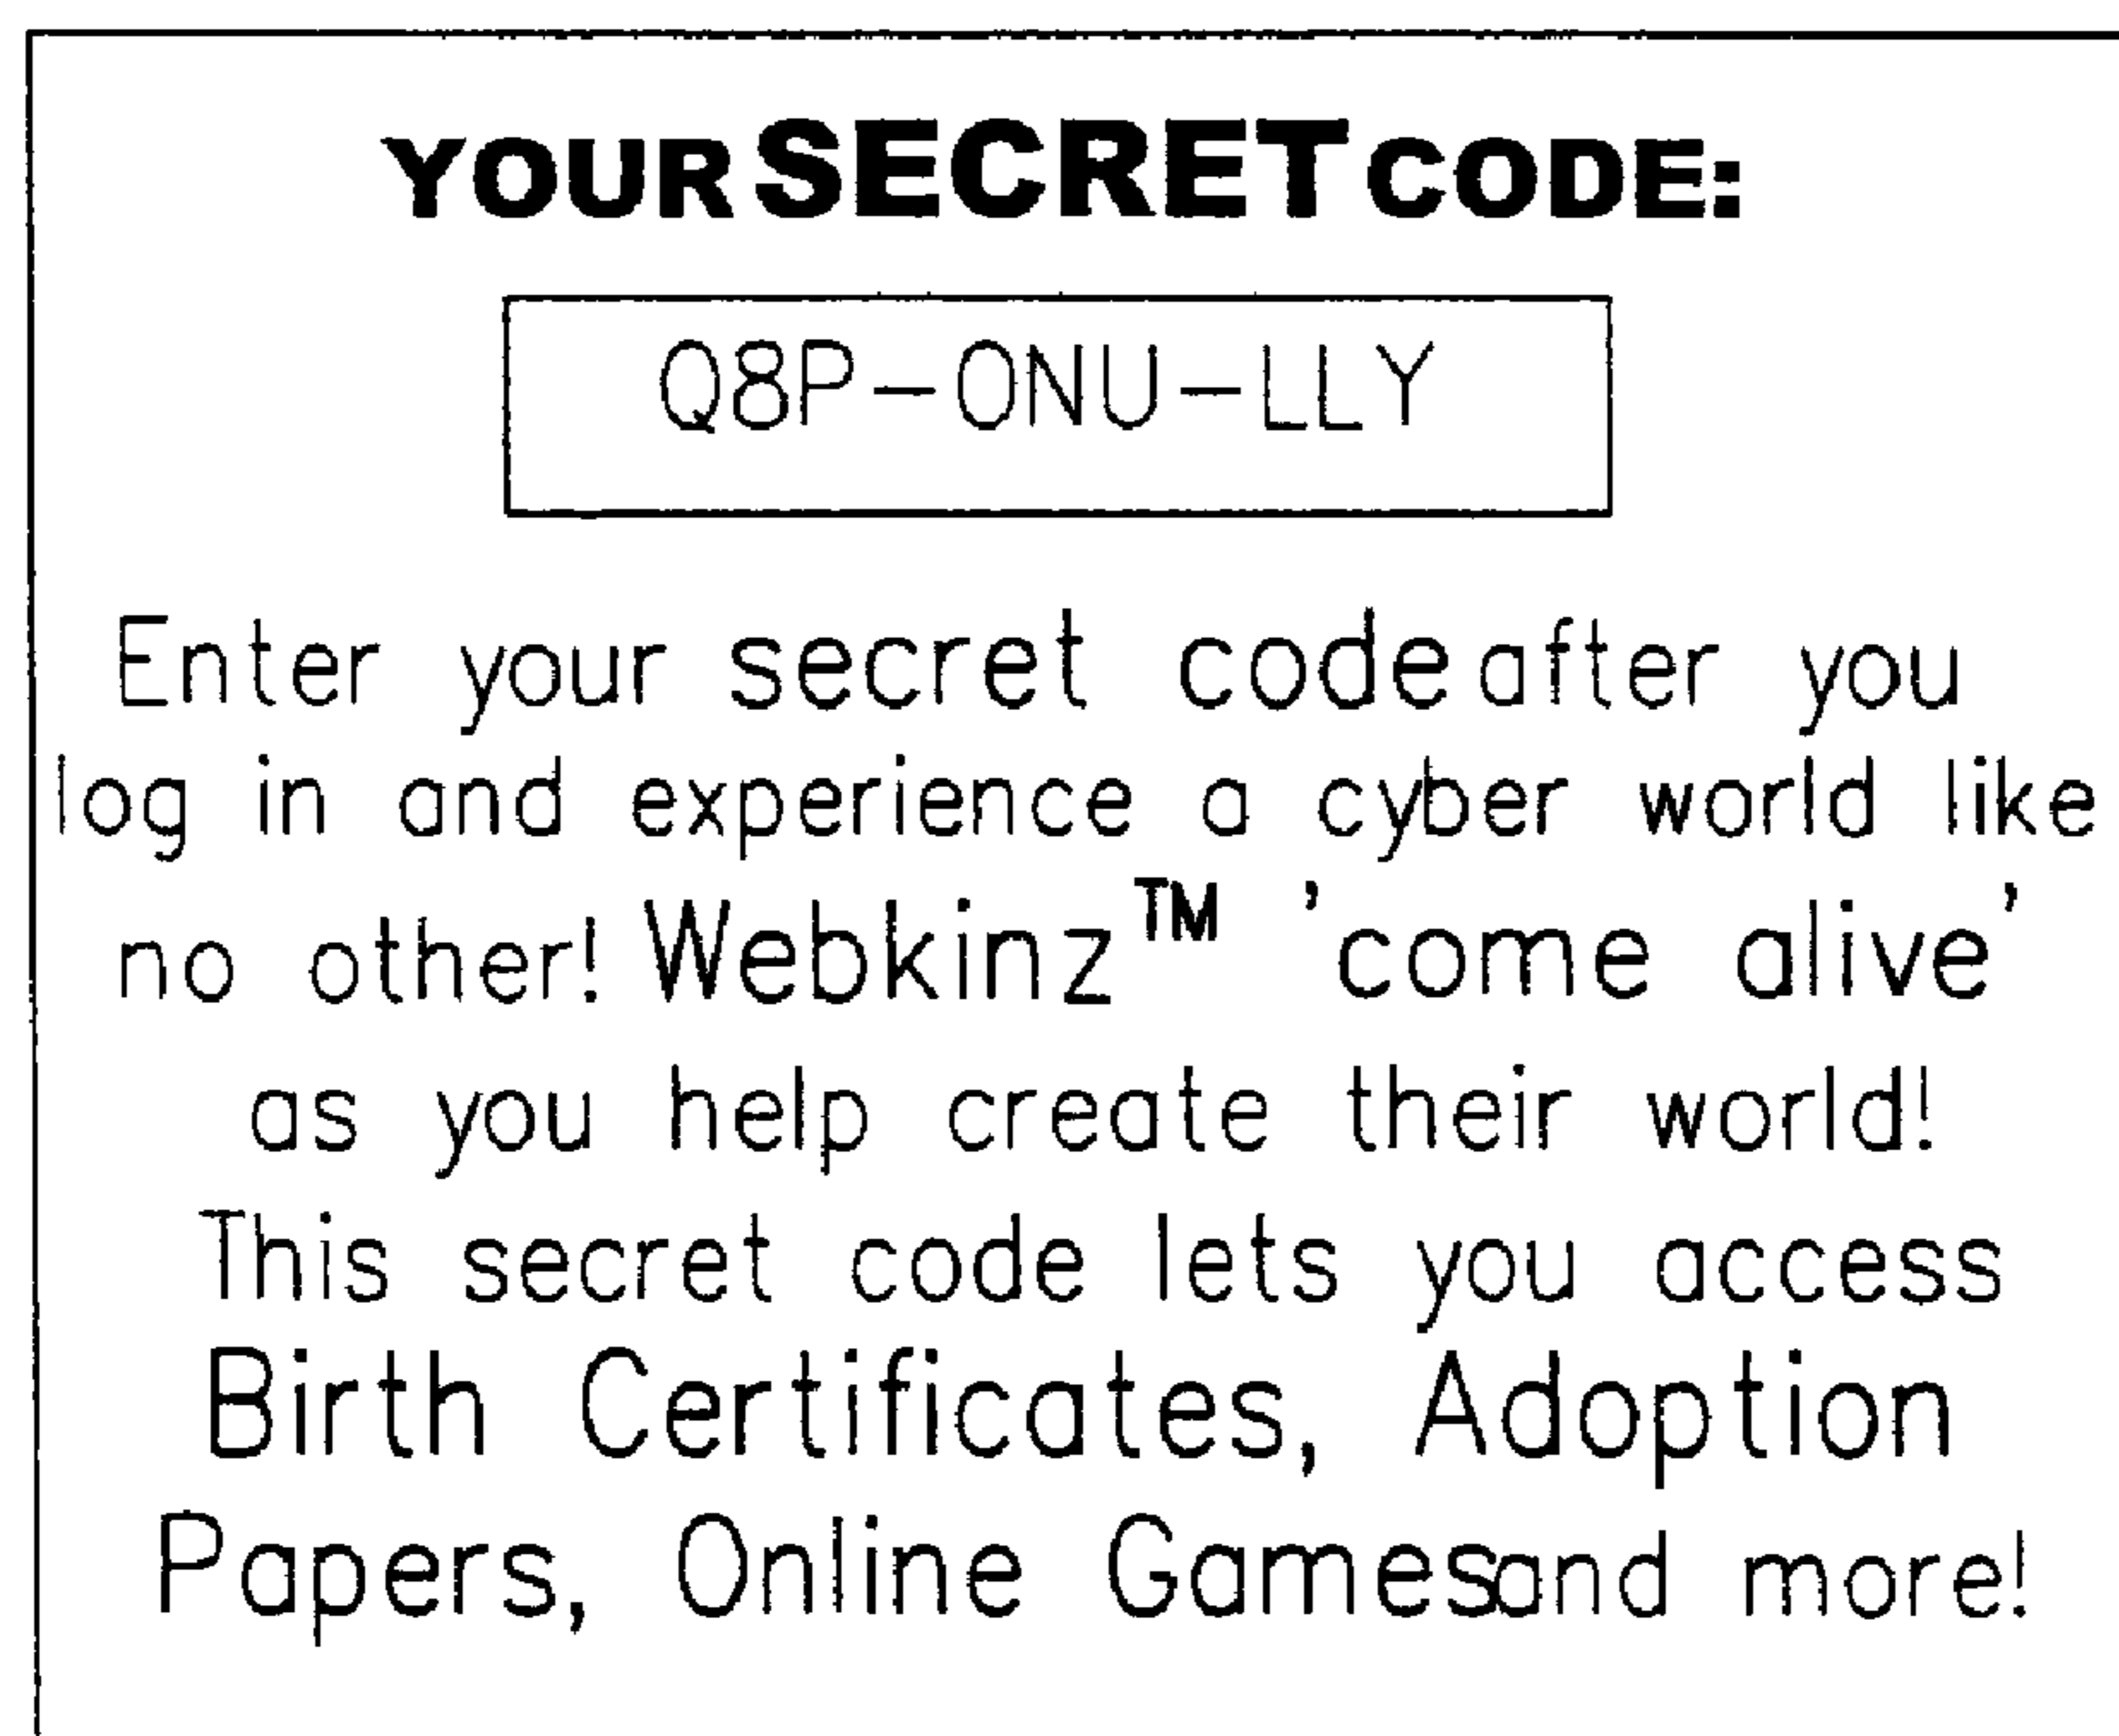 YOUR SECRET CODE:
Q8P-ONU-LLY
Enter your secret code after you
log in and experience a cyber world like
no other! Webkinz™ 'come alive'
as you help create their world!
This secret code lets you access
Birth Certificates, Adoption
Papers, Online Games and more!